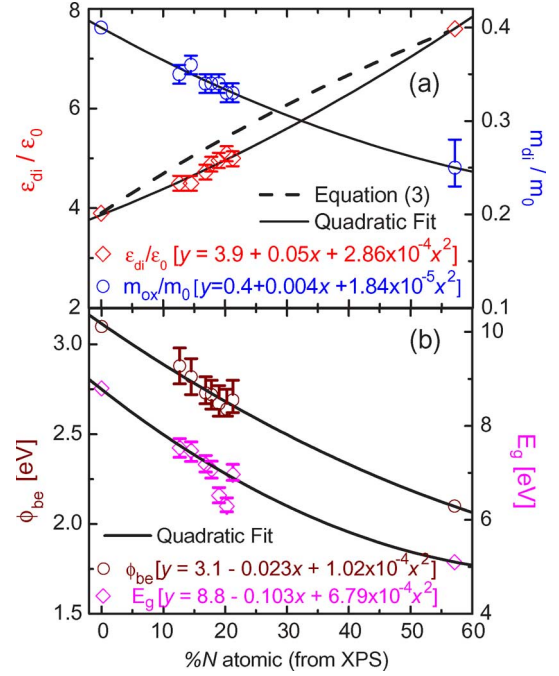 8
0.4
(a)
6
0.3
ε_di / ε_0
m_di / m_0
4
0.2
Equation (3)
Quadratic Fit
ε_di/ε_0 [y = 3.9 + 0.05x + 2.86x10^-4x^2]
m_ox/m_0 [y=0.4+0.004x +1.84x10^-5x^2]
2
0.1
(b)
3.0
10
2.5
8
ϕ_be [eV]
E_g [eV]
2.0
6
Quadratic Fit
ϕ_be [y = 3.1 - 0.023x + 1.02x10^-4x^2]
E_g [y = 8.8 - 0.103x + 6.79x10^-4x^2]
1.5
4
0 10 20 30 40 50 60
%N atomic (from XPS)